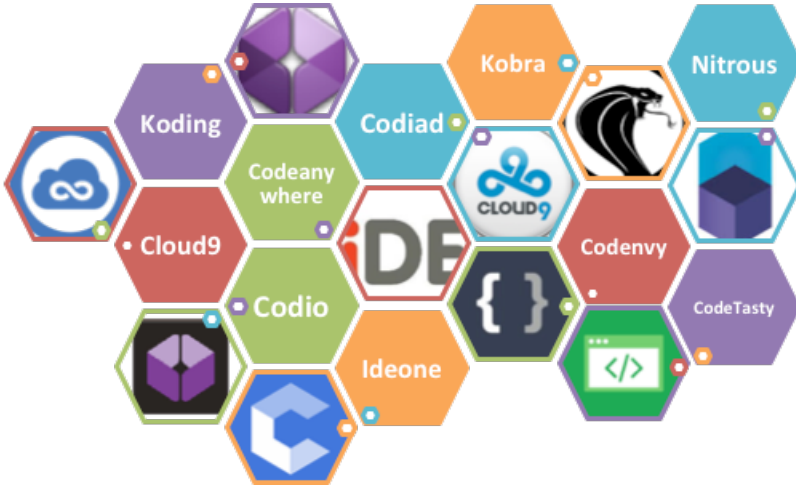 Kobra
Nitrous
Koding
Codiad
Codeany
where
CLOUD9
Cloud9
iDE
Codenvy
{ }
Codio
CodeTasty
Ideone
</>